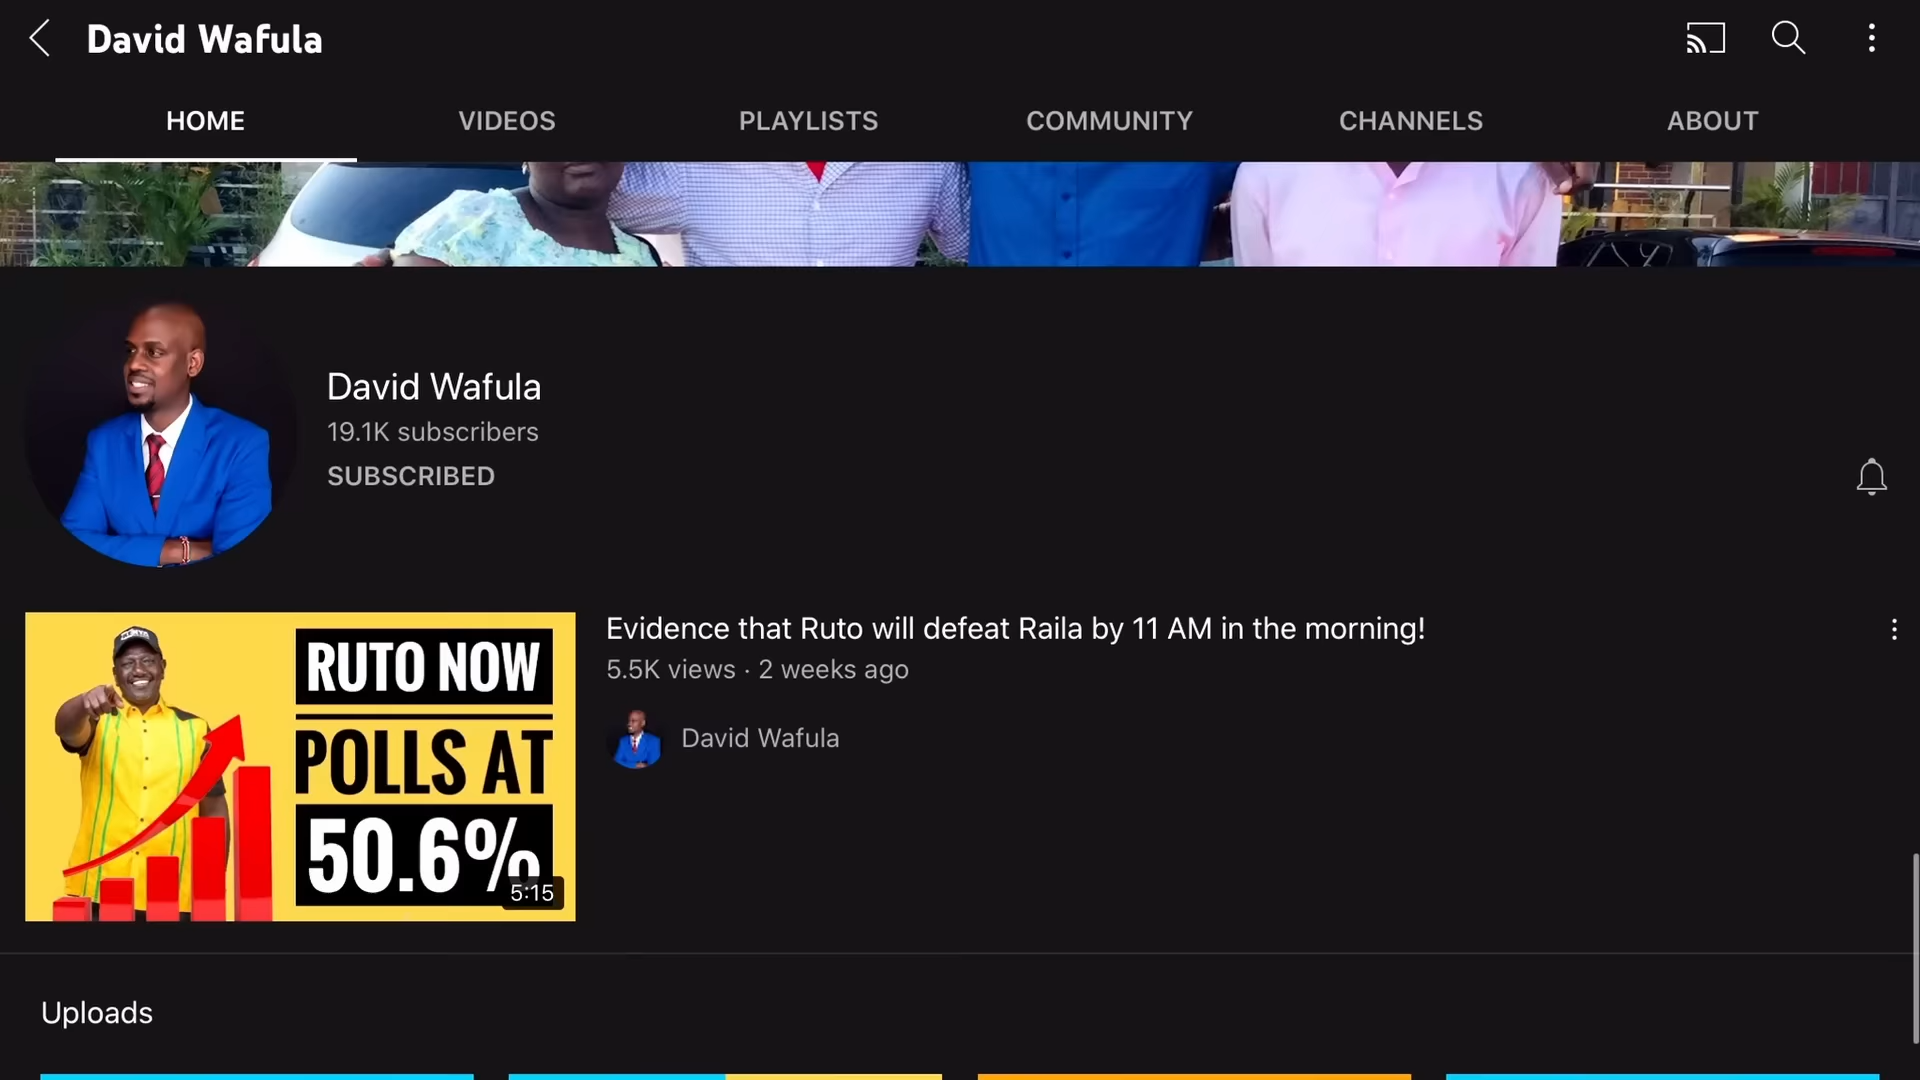 David Wafula
HOME
VIDEOS
PLAYLISTS
COMMUNITY
CHANNELS
ABOUT
David Wafula
19.1K subscribers
SUBSCRIBED
RUTO NOW
POLLS AT
50.6%
5:15
Evidence that Ruto will defeat Raila by 11 AM in the morning!
5.5K views · 2 weeks ago
David Wafula
Uploads